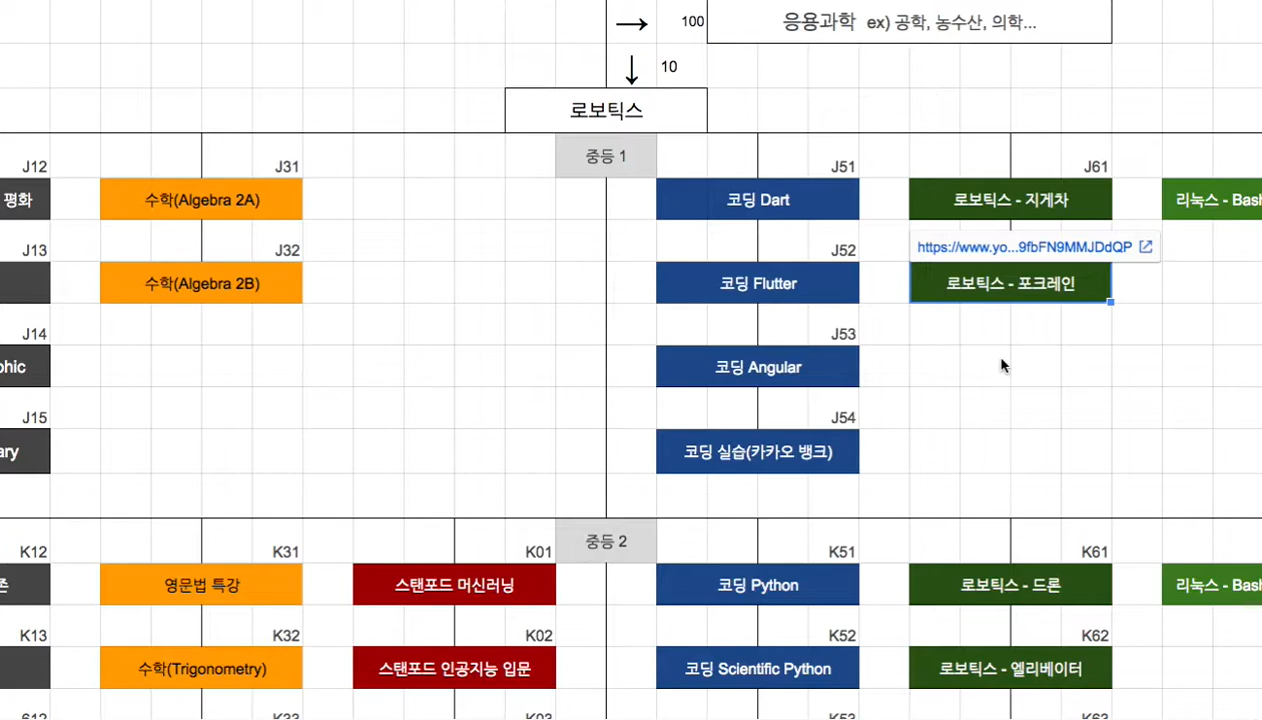 → 100 응용과학 ex) 공학, 농수산, 의학...
↓ 10
로보틱스
중등 1
J12 J31 J51 J61
평화 수학(Algebra 2A) 코딩 Dart 로보틱스 - 지게차 리눅스 - Bash
https://www.yo...9fbFN9MMJDdQP
J13 J32 J52
수학(Algebra 2B) 코딩 Flutter 로보틱스 - 포크레인
J14 J53
phic 코딩 Angular
J15 J54
ary 코딩 실습(카카오 뱅크)
중등 2
K12 K31 K01 K51 K61
존 영문법 특강 스탠포드 머신러닝 코딩 Python 로보틱스 - 드론 리눅스 - Bash
K13 K32 K02 K52 K62
수학(Trigonometry) 스탠포드 인공지능 입문 코딩 Scientific Python 로보틱스 - 엘리베이터
K33 K03 K53 K63